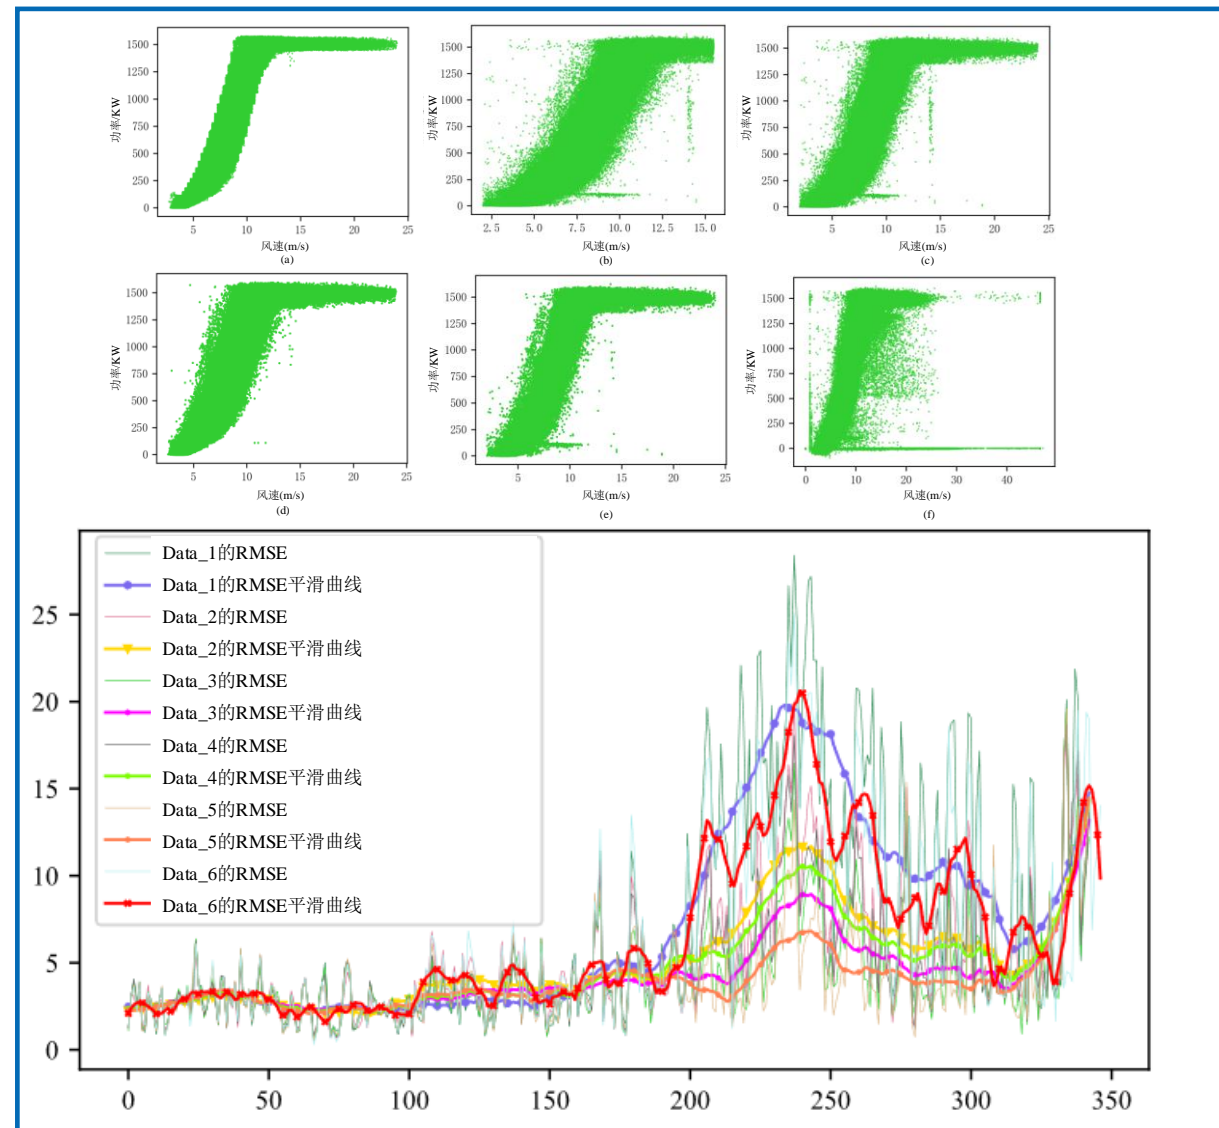 1500
1250
1000
750
500
250
0
功率/KW
5
10
15
20
25
风速(m/s)
(a)
1500
1250
1000
750
500
250
0
功率/KW
2.5
5.0
7.5
10.0
12.5
15.0
风速(m/s)
(b)
1500
1250
1000
750
500
250
0
功率/KW
5
10
15
20
25
风速(m/s)
(c)
1500
1250
1000
750
500
250
0
功率/KW
5
10
15
20
25
风速(m/s)
(d)
1500
1250
1000
750
500
250
0
功率/KW
5
10
15
20
25
风速(m/s)
(e)
1500
1250
1000
750
500
250
0
功率/KW
0
10
20
30
40
风速(m/s)
(f)
Data_1的RMSE
Data_1的RMSE平滑曲线
Data_2的RMSE
Data_2的RMSE平滑曲线
Data_3的RMSE
Data_3的RMSE平滑曲线
Data_4的RMSE
Data_4的RMSE平滑曲线
Data_5的RMSE
Data_5的RMSE平滑曲线
Data_6的RMSE
Data_6的RMSE平滑曲线
25
20
15
10
5
0
0
50
100
150
200
250
300
350